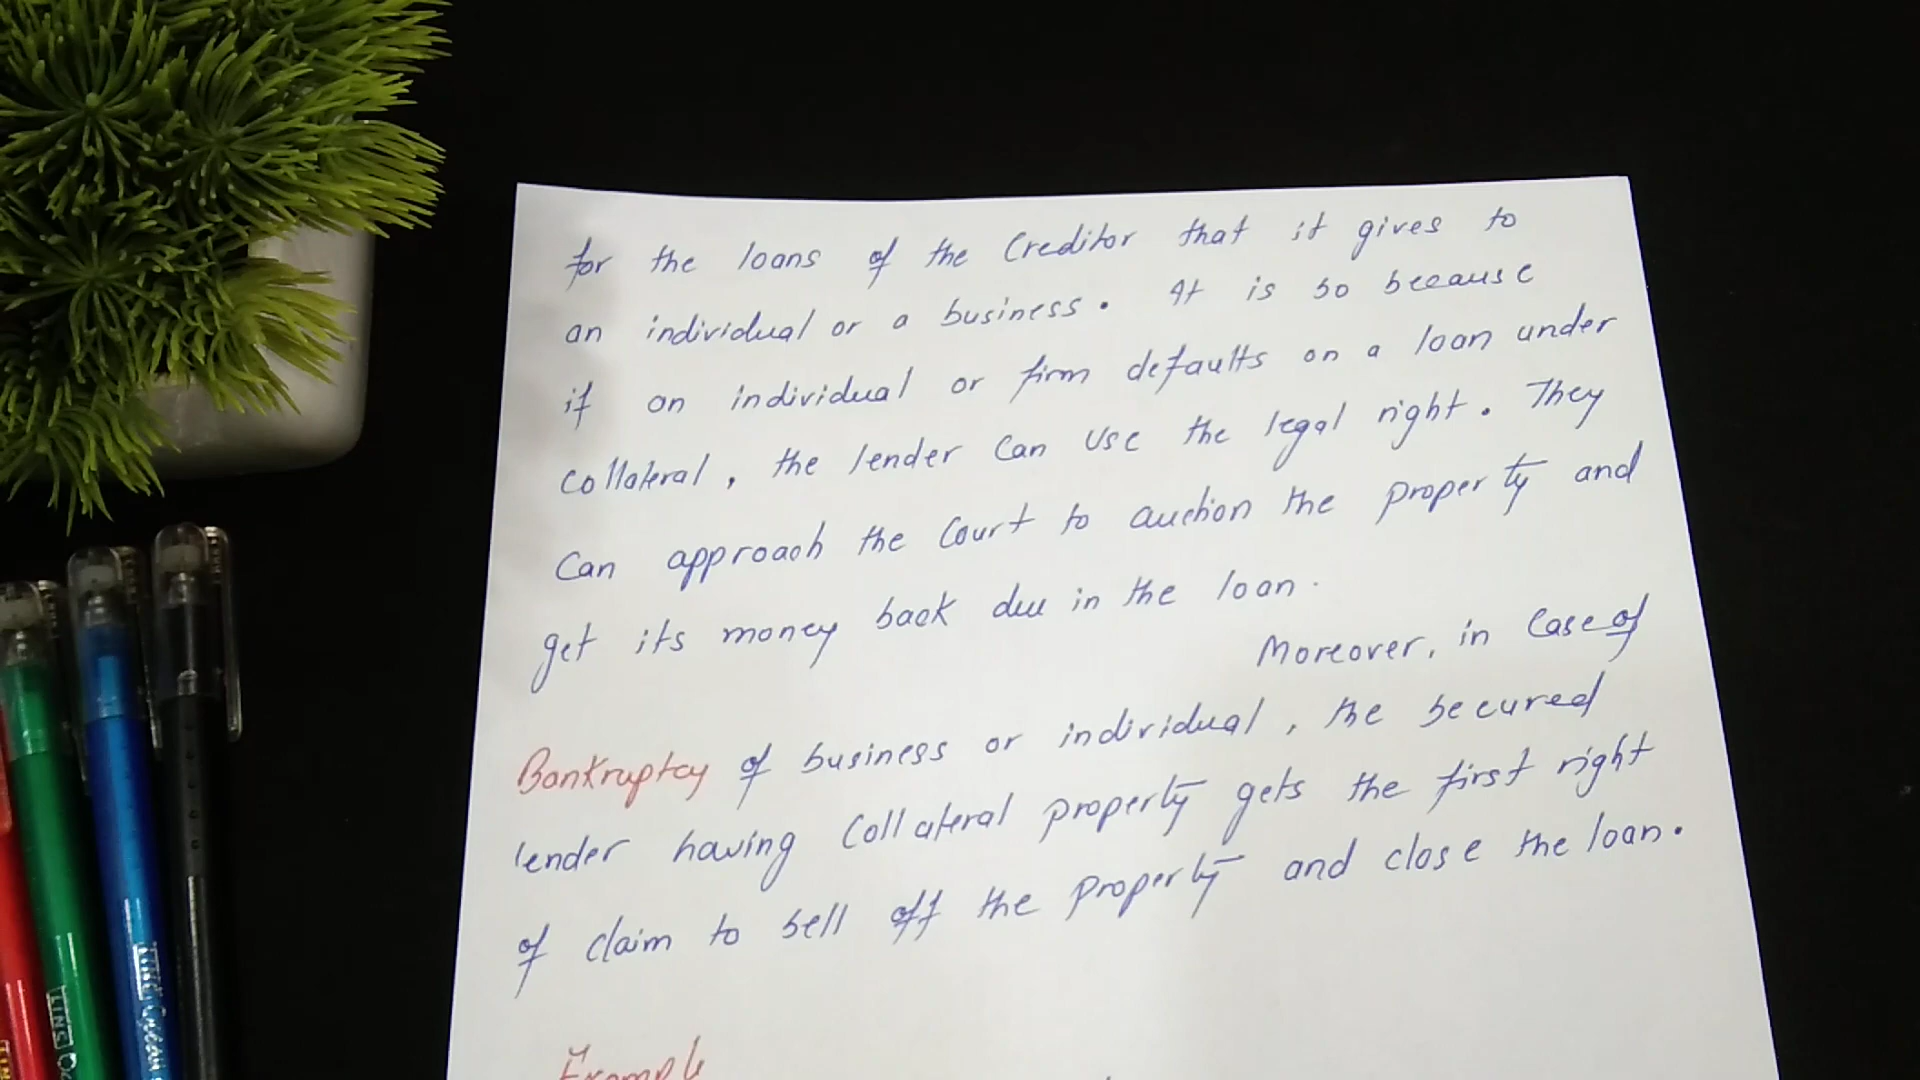 for the loans of the Creditor that it gives to
an individual or a business. It is so because
if an individual or firm defaults on a loan under
Collateral, the lender Can Use the legal right. They
Can approach the Court to auction the property and
get its money back due in the loan.
Moreover, in Case of
Bankruptcy of business or individual, the secured
lender having Collateral property gets the first right
of claim to sell off the property and close the loan.
Example